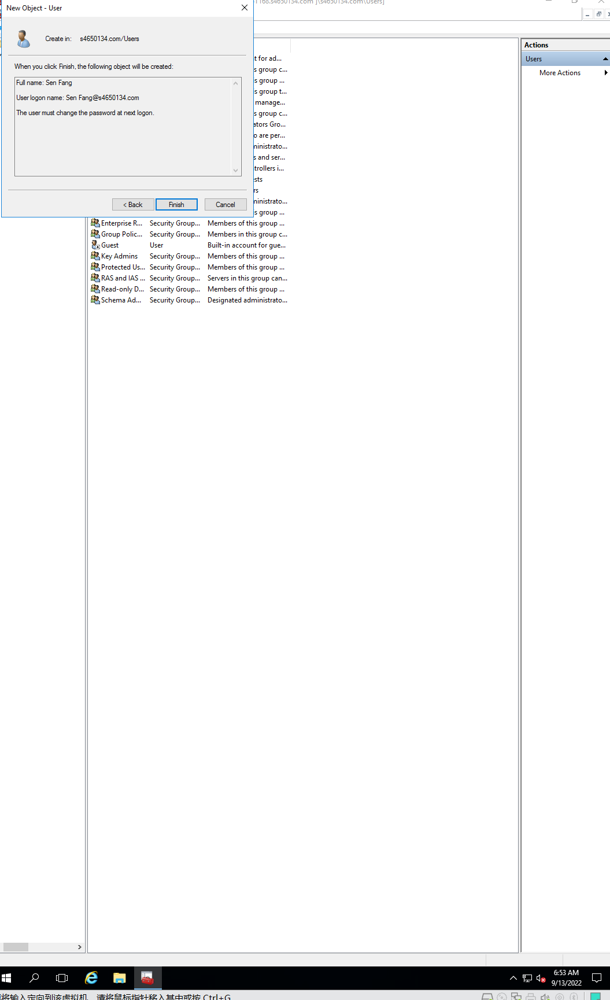 New Object - User
1168.s4650134.com ]\s4650134.com\Users]
Create in: s4650134.com/Users
When you click Finish, the following object will be created:
Full name: Sen Fang
User logon name: Sen Fang@s4650134.com
The user must change the password at next logon.
< Back
Finish
Cancel
t for ad...
s group c...
s group ...
s group t...
manage...
s group c...
ators Gro...
o are per...
ministrato...
s and ser...
trollers i...
ests
rs
ministrato...
s group ...
Enterprise R... Security Group... Members of this group ...
Group Polic... Security Group... Members in this group c...
Guest User Built-in account for gue...
Key Admins Security Group... Members of this group ...
Protected Us... Security Group... Members of this group ...
RAS and IAS ... Security Group... Servers in this group can...
Read-only D... Security Group... Members of this group ...
Schema Ad... Security Group... Designated administrato...
Actions
Users
More Actions
6:53 AM
9/13/2022
将输入定向到该虚拟机，请将鼠标指针移入其中或按 Ctrl+G